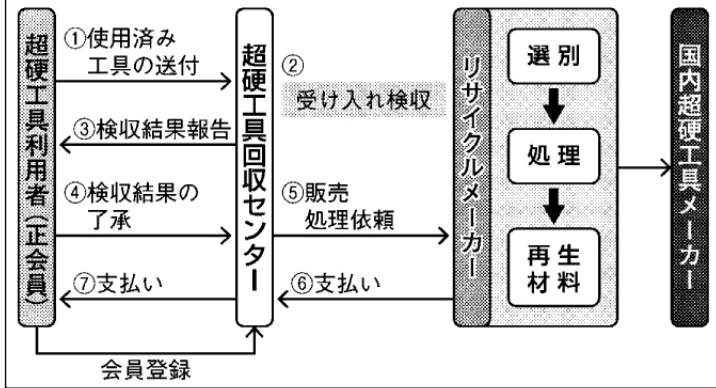 超硬工具利用者(正会員)
①使用済み
工具の送付
③検収結果報告
④検収結果の
了承
⑦支払い
会員登録
超硬工具回収センター
②
受け入れ検収
⑤販売
処理依頼
⑥支払い
リサイクルメーカー
選別
処理
再生
材料
国内超硬工具メーカー